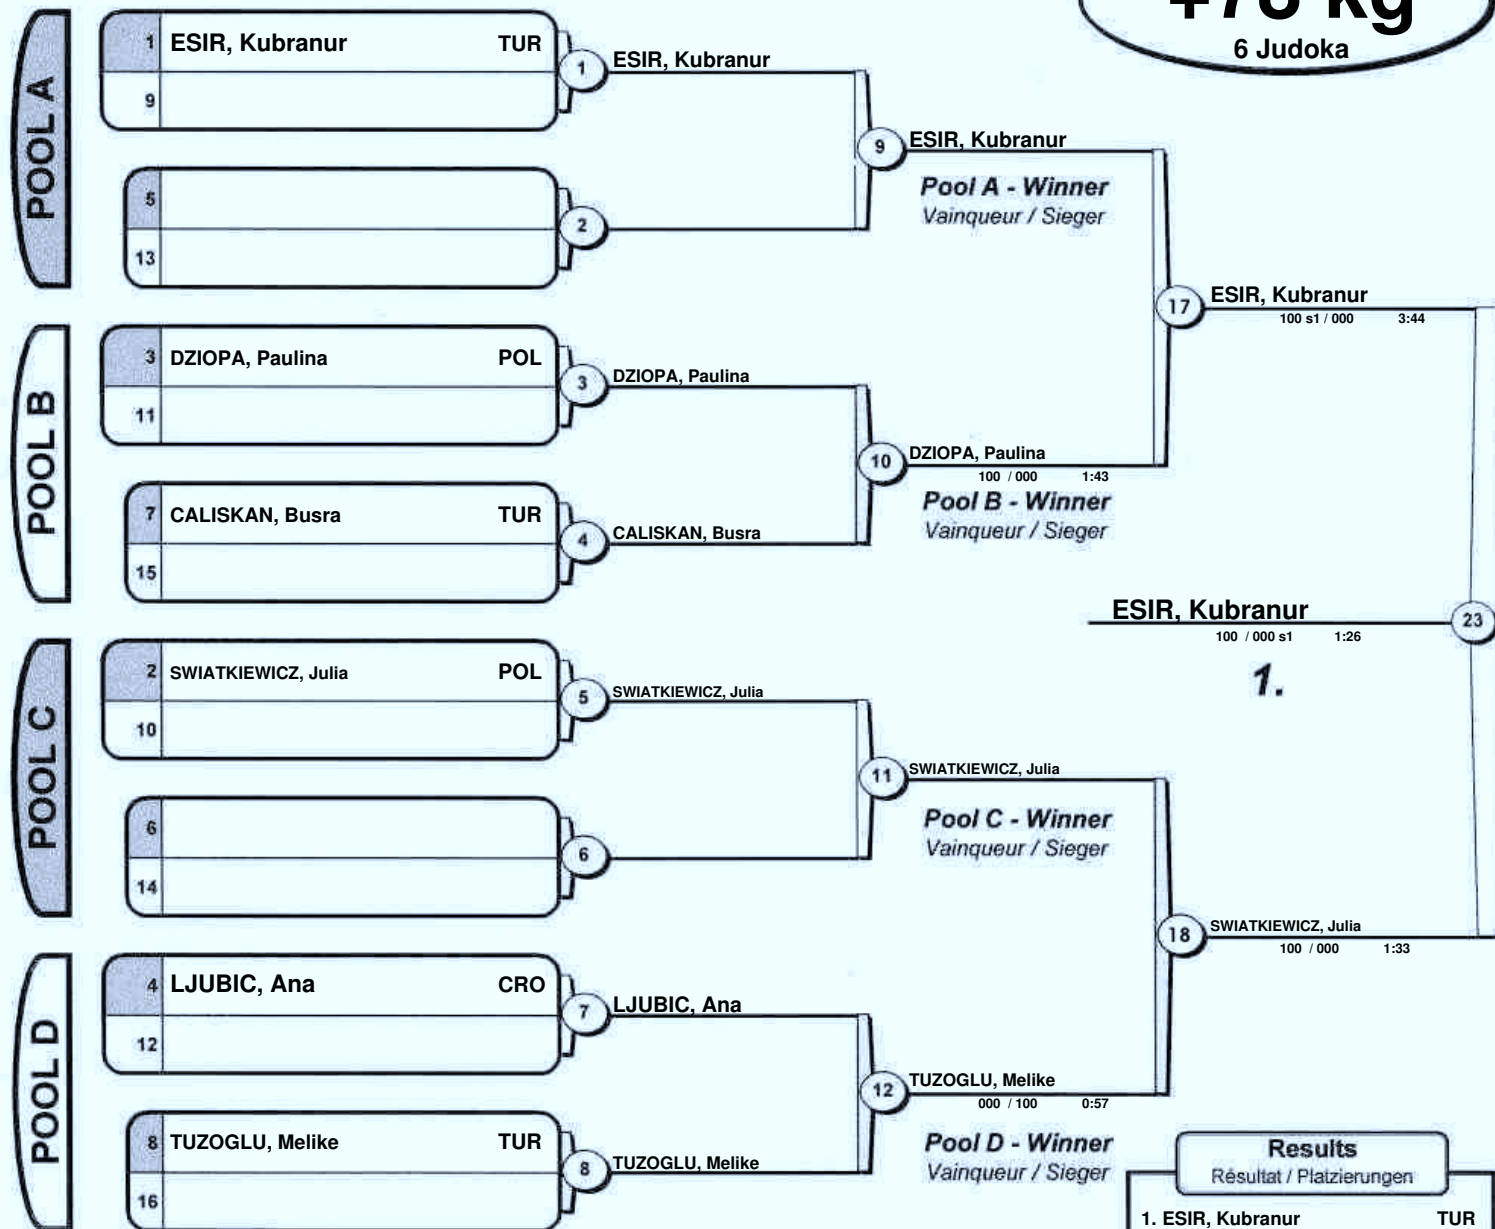 +78 kg
6 Judoka
POOL A
1 ESIR, Kubranur TUR
9
1 ESIR, Kubranur
5
13
2
9 ESIR, Kubranur
Pool A - Winner
Vainqueur / Sieger
POOL B
3 DZIOPA, Paulina POL
11
3 DZIOPA, Paulina
7 CALISKAN, Busra TUR
15
4 CALISKAN, Busra
10 DZIOPA, Paulina
100 / 000 1:43
Pool B - Winner
Vainqueur / Sieger
17 ESIR, Kubranur
100 s1 / 000 3:44
ESIR, Kubranur 23
100 / 000 s1 1:26
1.
POOL C
2 SWIATKIEWICZ, Julia POL
10
5 SWIATKIEWICZ, Julia
6
14
6
11 SWIATKIEWICZ, Julia
Pool C - Winner
Vainqueur / Sieger
18 SWIATKIEWICZ, Julia
100 / 000 1:33
POOL D
4 LJUBIC, Ana CRO
12
7 LJUBIC, Ana
8 TUZOGLU, Melike TUR
16
8 TUZOGLU, Melike
12 TUZOGLU, Melike
000 / 100 0:57
Pool D - Winner
Vainqueur / Sieger
Results
Résultat / Platzierungen
1. ESIR, Kubranur TUR